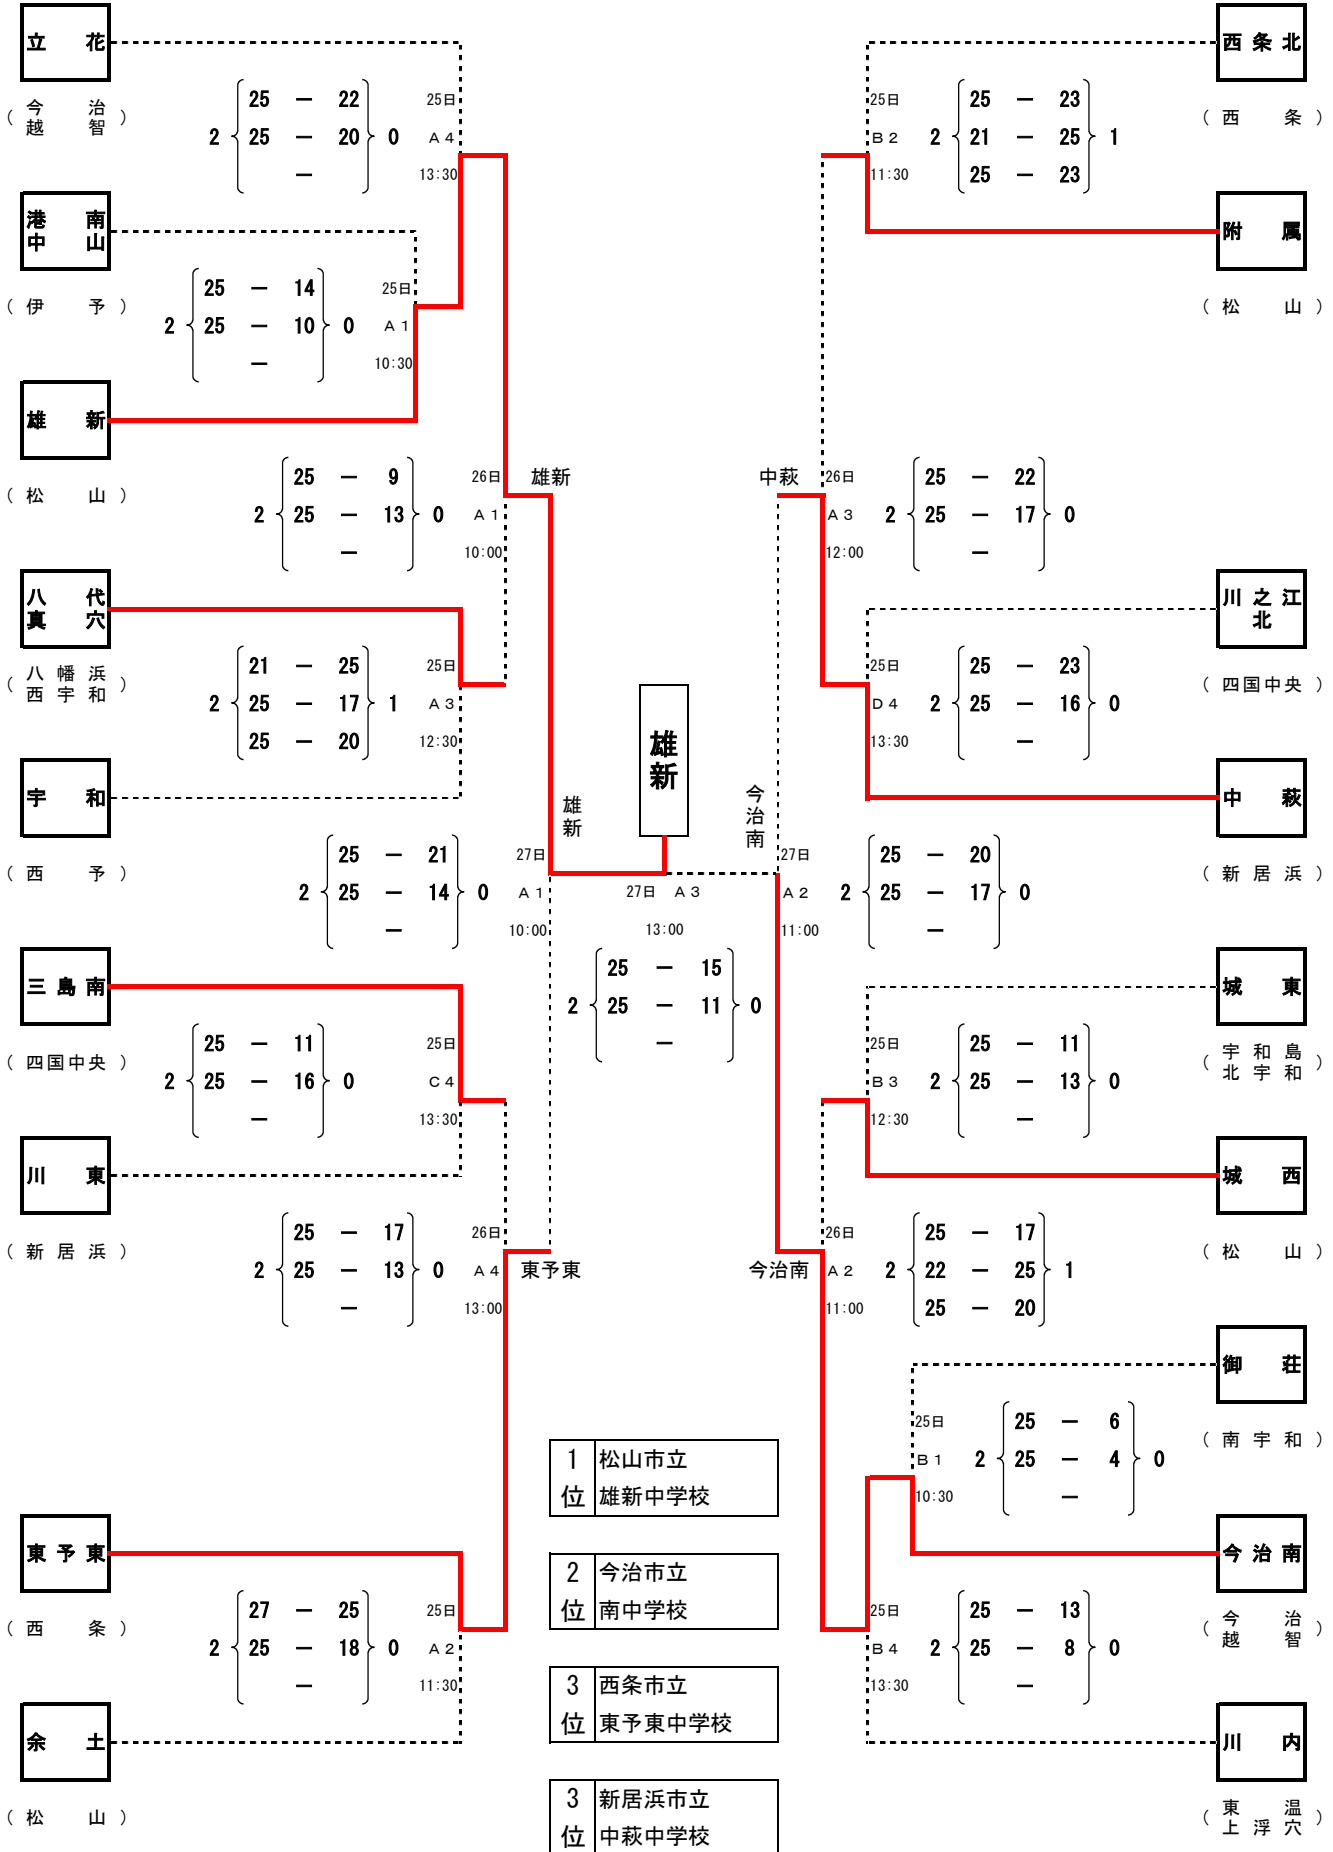 立花
（今治越智）
25 － 22
25 － 20
－
2
0
25日
A4
13:30
港南
中山
（伊予）
25 － 14
25 － 10
－
2
0
25日
A1
10:30
雄新
（松山）
25 － 9
25 － 13
－
2
0
26日
A1
10:00
雄新
八代
真穴
（八幡浜西宇和）
21 － 25
25 － 17
25 － 20
2
1
25日
A3
12:30
宇和
（西予）
25 － 21
25 － 14
－
2
0
27日
A1
10:00
雄新
三島南
（四国中央）
25 － 11
25 － 16
－
2
0
25日
C4
13:30
川東
（新居浜）
25 － 17
25 － 13
－
2
0
26日
A4
13:00
東予東
東予東
（西条）
27 － 25
25 － 18
－
2
0
25日
A2
11:30
余土
（松山）
雄新
27日 A3
13:00
25 － 15
25 － 11
－
2
0
西条北
（西条）
25日
B2
11:30
25 － 23
21 － 25
25 － 23
2
1
附属
（松山）
中萩
26日
A3
12:00
25 － 22
25 － 17
－
2
0
川之江
北
（四国中央）
25日
D4
13:30
25 － 23
25 － 16
－
2
0
中萩
（新居浜）
今治南
27日
A2
11:00
25 － 20
25 － 17
－
2
0
城東
（宇和島北宇和）
25日
B3
12:30
25 － 11
25 － 13
－
2
0
城西
（松山）
今治南
26日
A2
11:00
25 － 17
22 － 25
25 － 20
2
1
御荘
（南宇和）
25日
B1
10:30
25 － 6
25 － 4
－
2
0
今治南
（今治越智）
25日
B4
13:30
25 － 13
25 － 8
－
2
0
川内
（東温上浮穴）
1位 松山市立
雄新中学校
2位 今治市立
南中学校
3位 西条市立
東予東中学校
3位 新居浜市立
中萩中学校